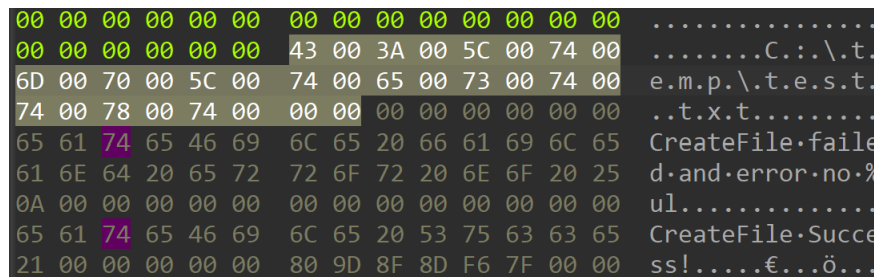 00 00 00 00 00 00 00 00 00 00 00 00 00 00 ................
00 00 00 00 00 00 43 00 3A 00 5C 00 74 00 ........C.:.\.t.
6D 00 70 00 5C 00 74 00 65 00 73 00 74 00 e.m.p.\.t.e.s.t.
74 00 78 00 74 00 00 00 00 00 00 00 00 00 ..t.x.t.........
65 61 74 65 46 69 6C 65 20 66 61 69 6C 65 CreateFile·faile
61 6E 64 20 65 72 72 6F 72 20 6E 6F 20 25 d·and·error·no·%
0A 00 00 00 00 00 00 00 00 00 00 00 00 00 ul..............
65 61 74 65 46 69 6C 65 20 53 75 63 63 65 CreateFile·Succe
21 00 00 00 00 00 80 9D 8F 8D F6 7F 00 00 ss!.....€...ö...